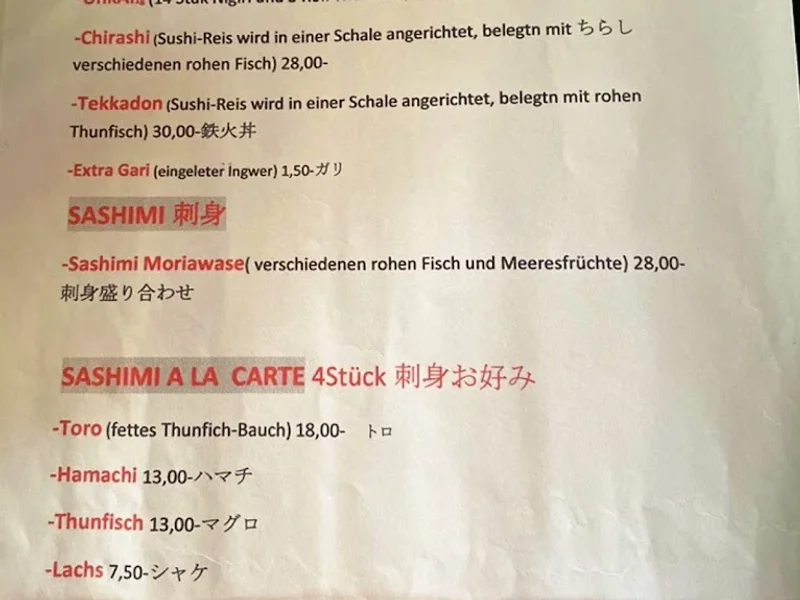 -Chirashi (Sushi-Reis wird in einer Schale angerichtet, belegtn mit ちらし
verschiedenen rohen Fisch) 28,00-
-Tekkadon (Sushi-Reis wird in einer Schale angerichtet, belegtn mit rohen
Thunfisch) 30,00-鉄火丼
-Extra Gari (eingeleter Ingwer) 1,50-ガリ
SASHIMI 刺身
-Sashimi Moriawase( verschiedenen rohen Fisch und Meeresfrüchte) 28,00-
刺身盛り合わせ
SASHIMI A LA CARTE 4Stück 刺身お好み
-Toro (fettes Thunfich-Bauch) 18,00- トロ
-Hamachi 13,00-ハマチ
-Thunfisch 13,00-マグロ
-Lachs 7,50-シャケ